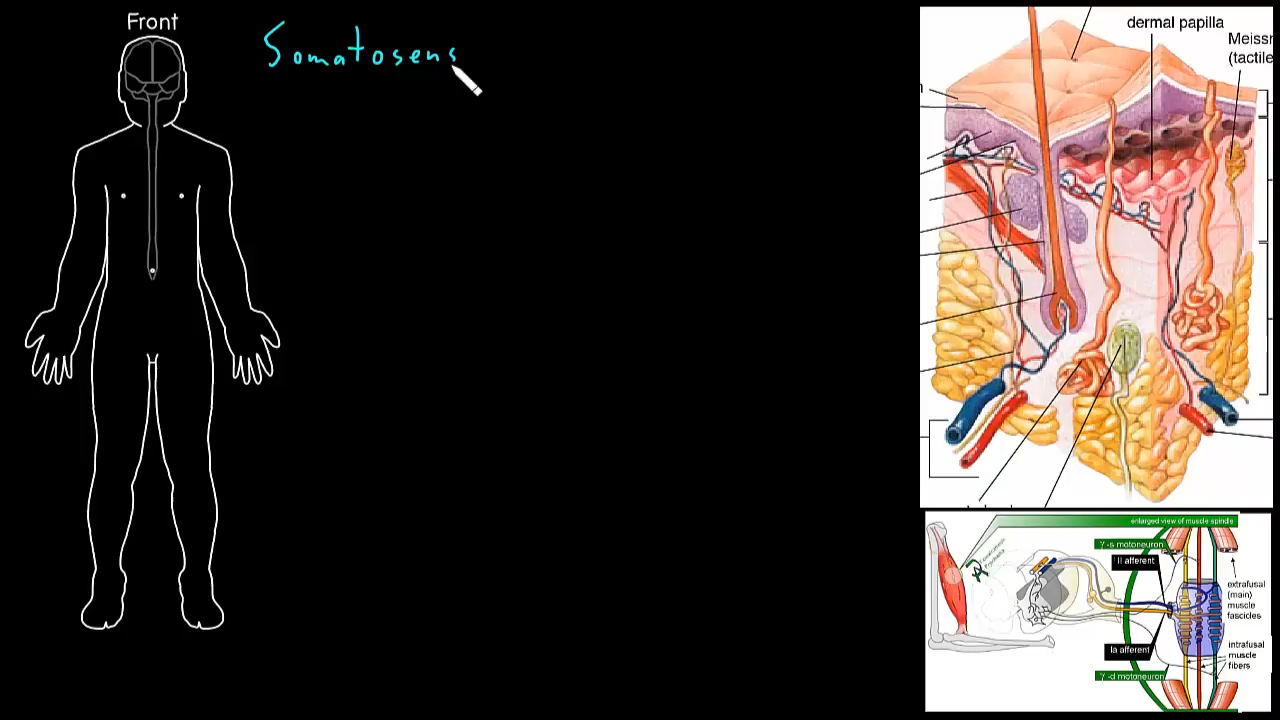 Front
Somatosens
dermal papilla
Meissr
(tactile
enlarged view of muscle spindle
γ -s motoneuron
II afferent
extrafusal
(main)
muscle
fascicles
Ia afferent
intrafusal
muscle
fibers
γ -d motoneuron